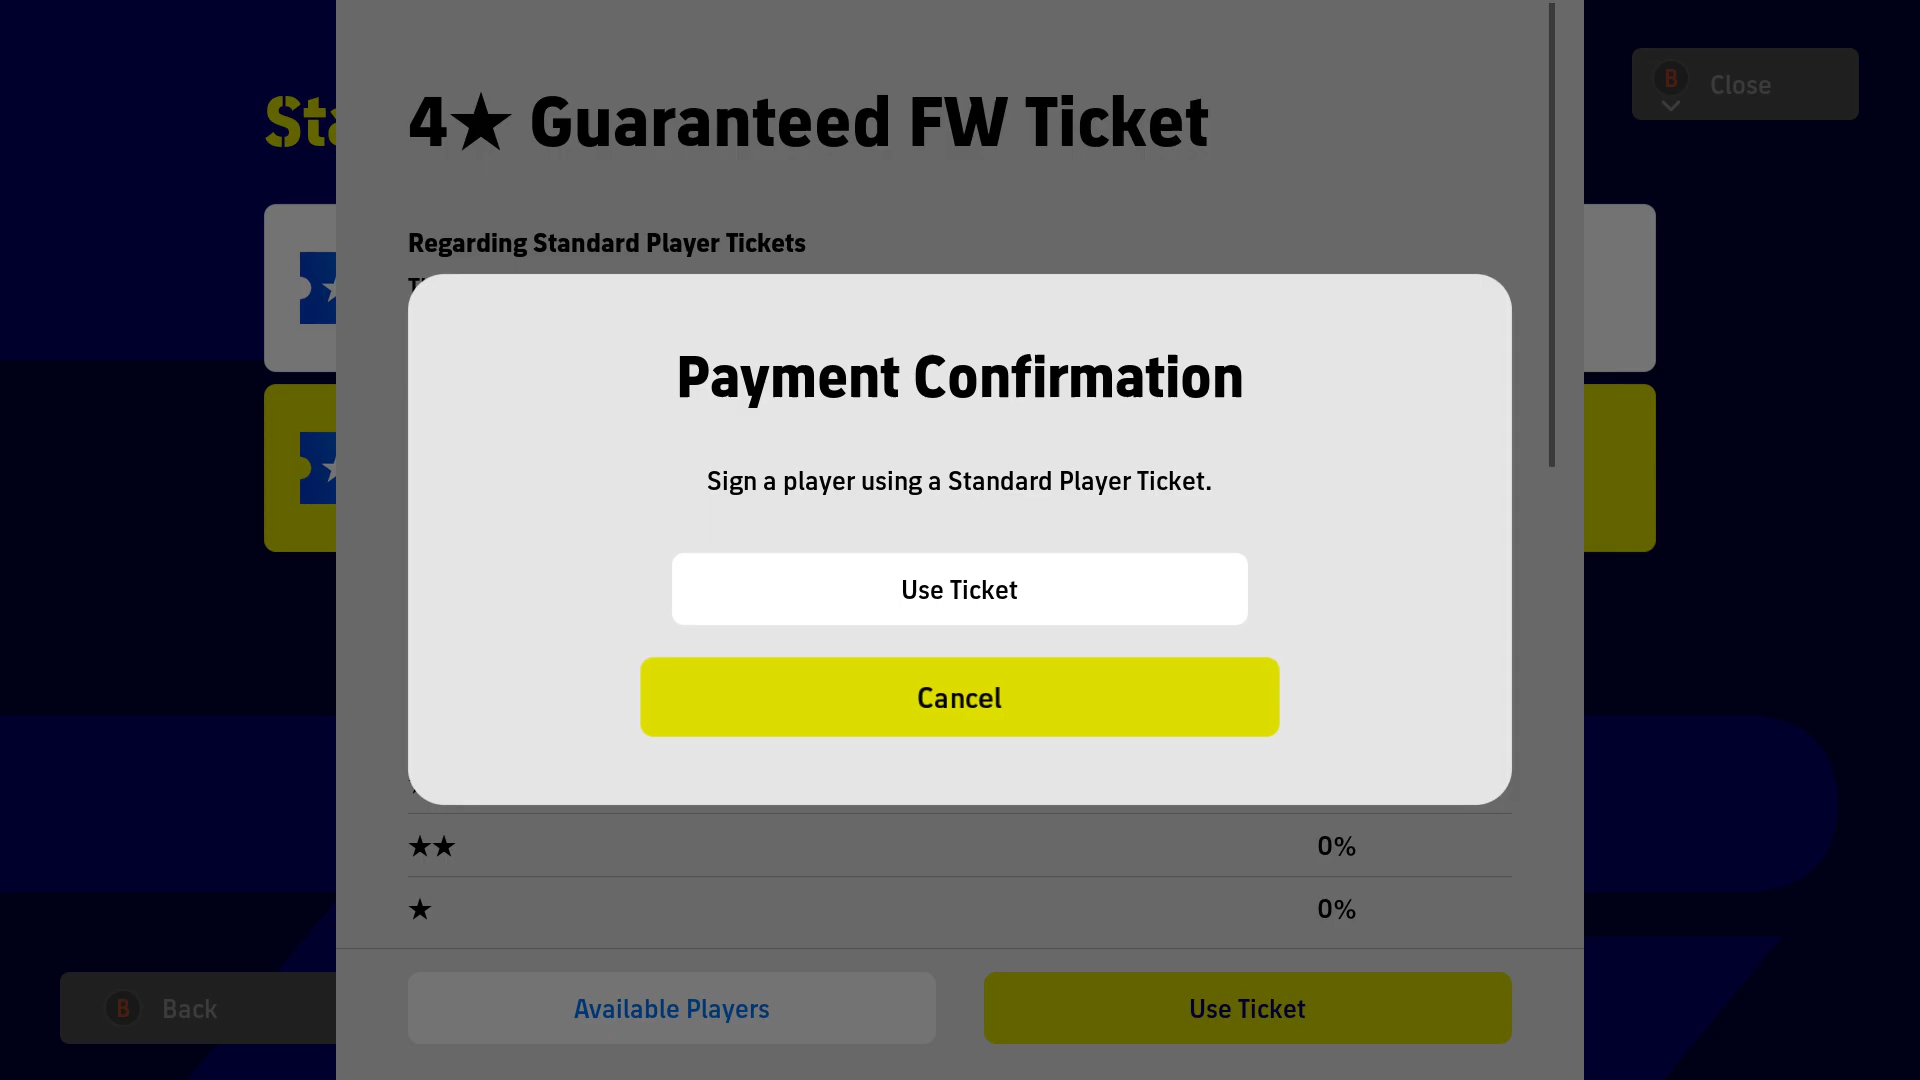 4★ Guaranteed FW Ticket
B Close
Regarding Standard Player Tickets
Payment Confirmation
Sign a player using a Standard Player Ticket.
Use Ticket
Cancel
★★ 0%
★ 0%
B Back
Available Players
Use Ticket